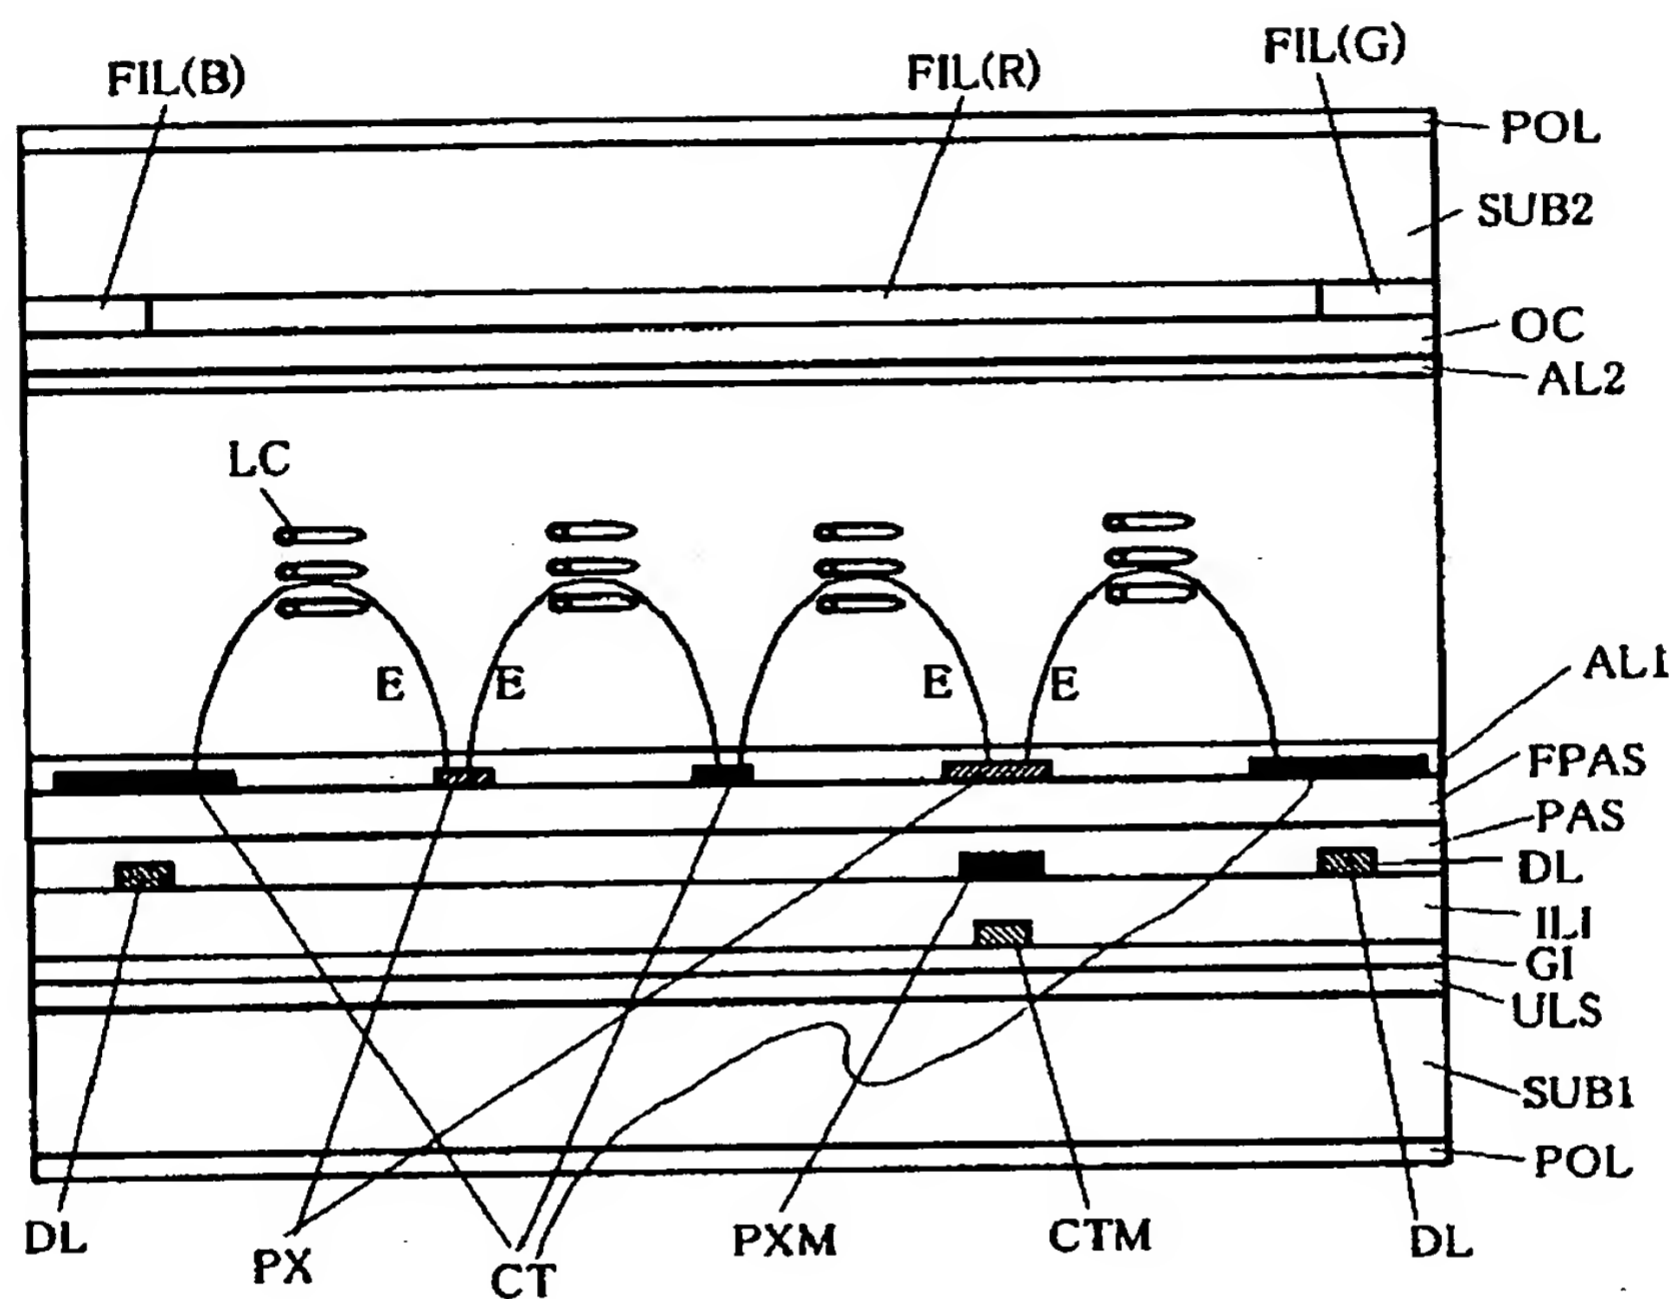 FIL(B)
FIL(R)
FIL(G)
POL
SUB2
OC
AL2
LC
E
E
E
E
AL1
FPAS
PAS
DL
ILI
GI
ULS
SUB1
POL
DL
PX
CT
PXM
CTM
DL